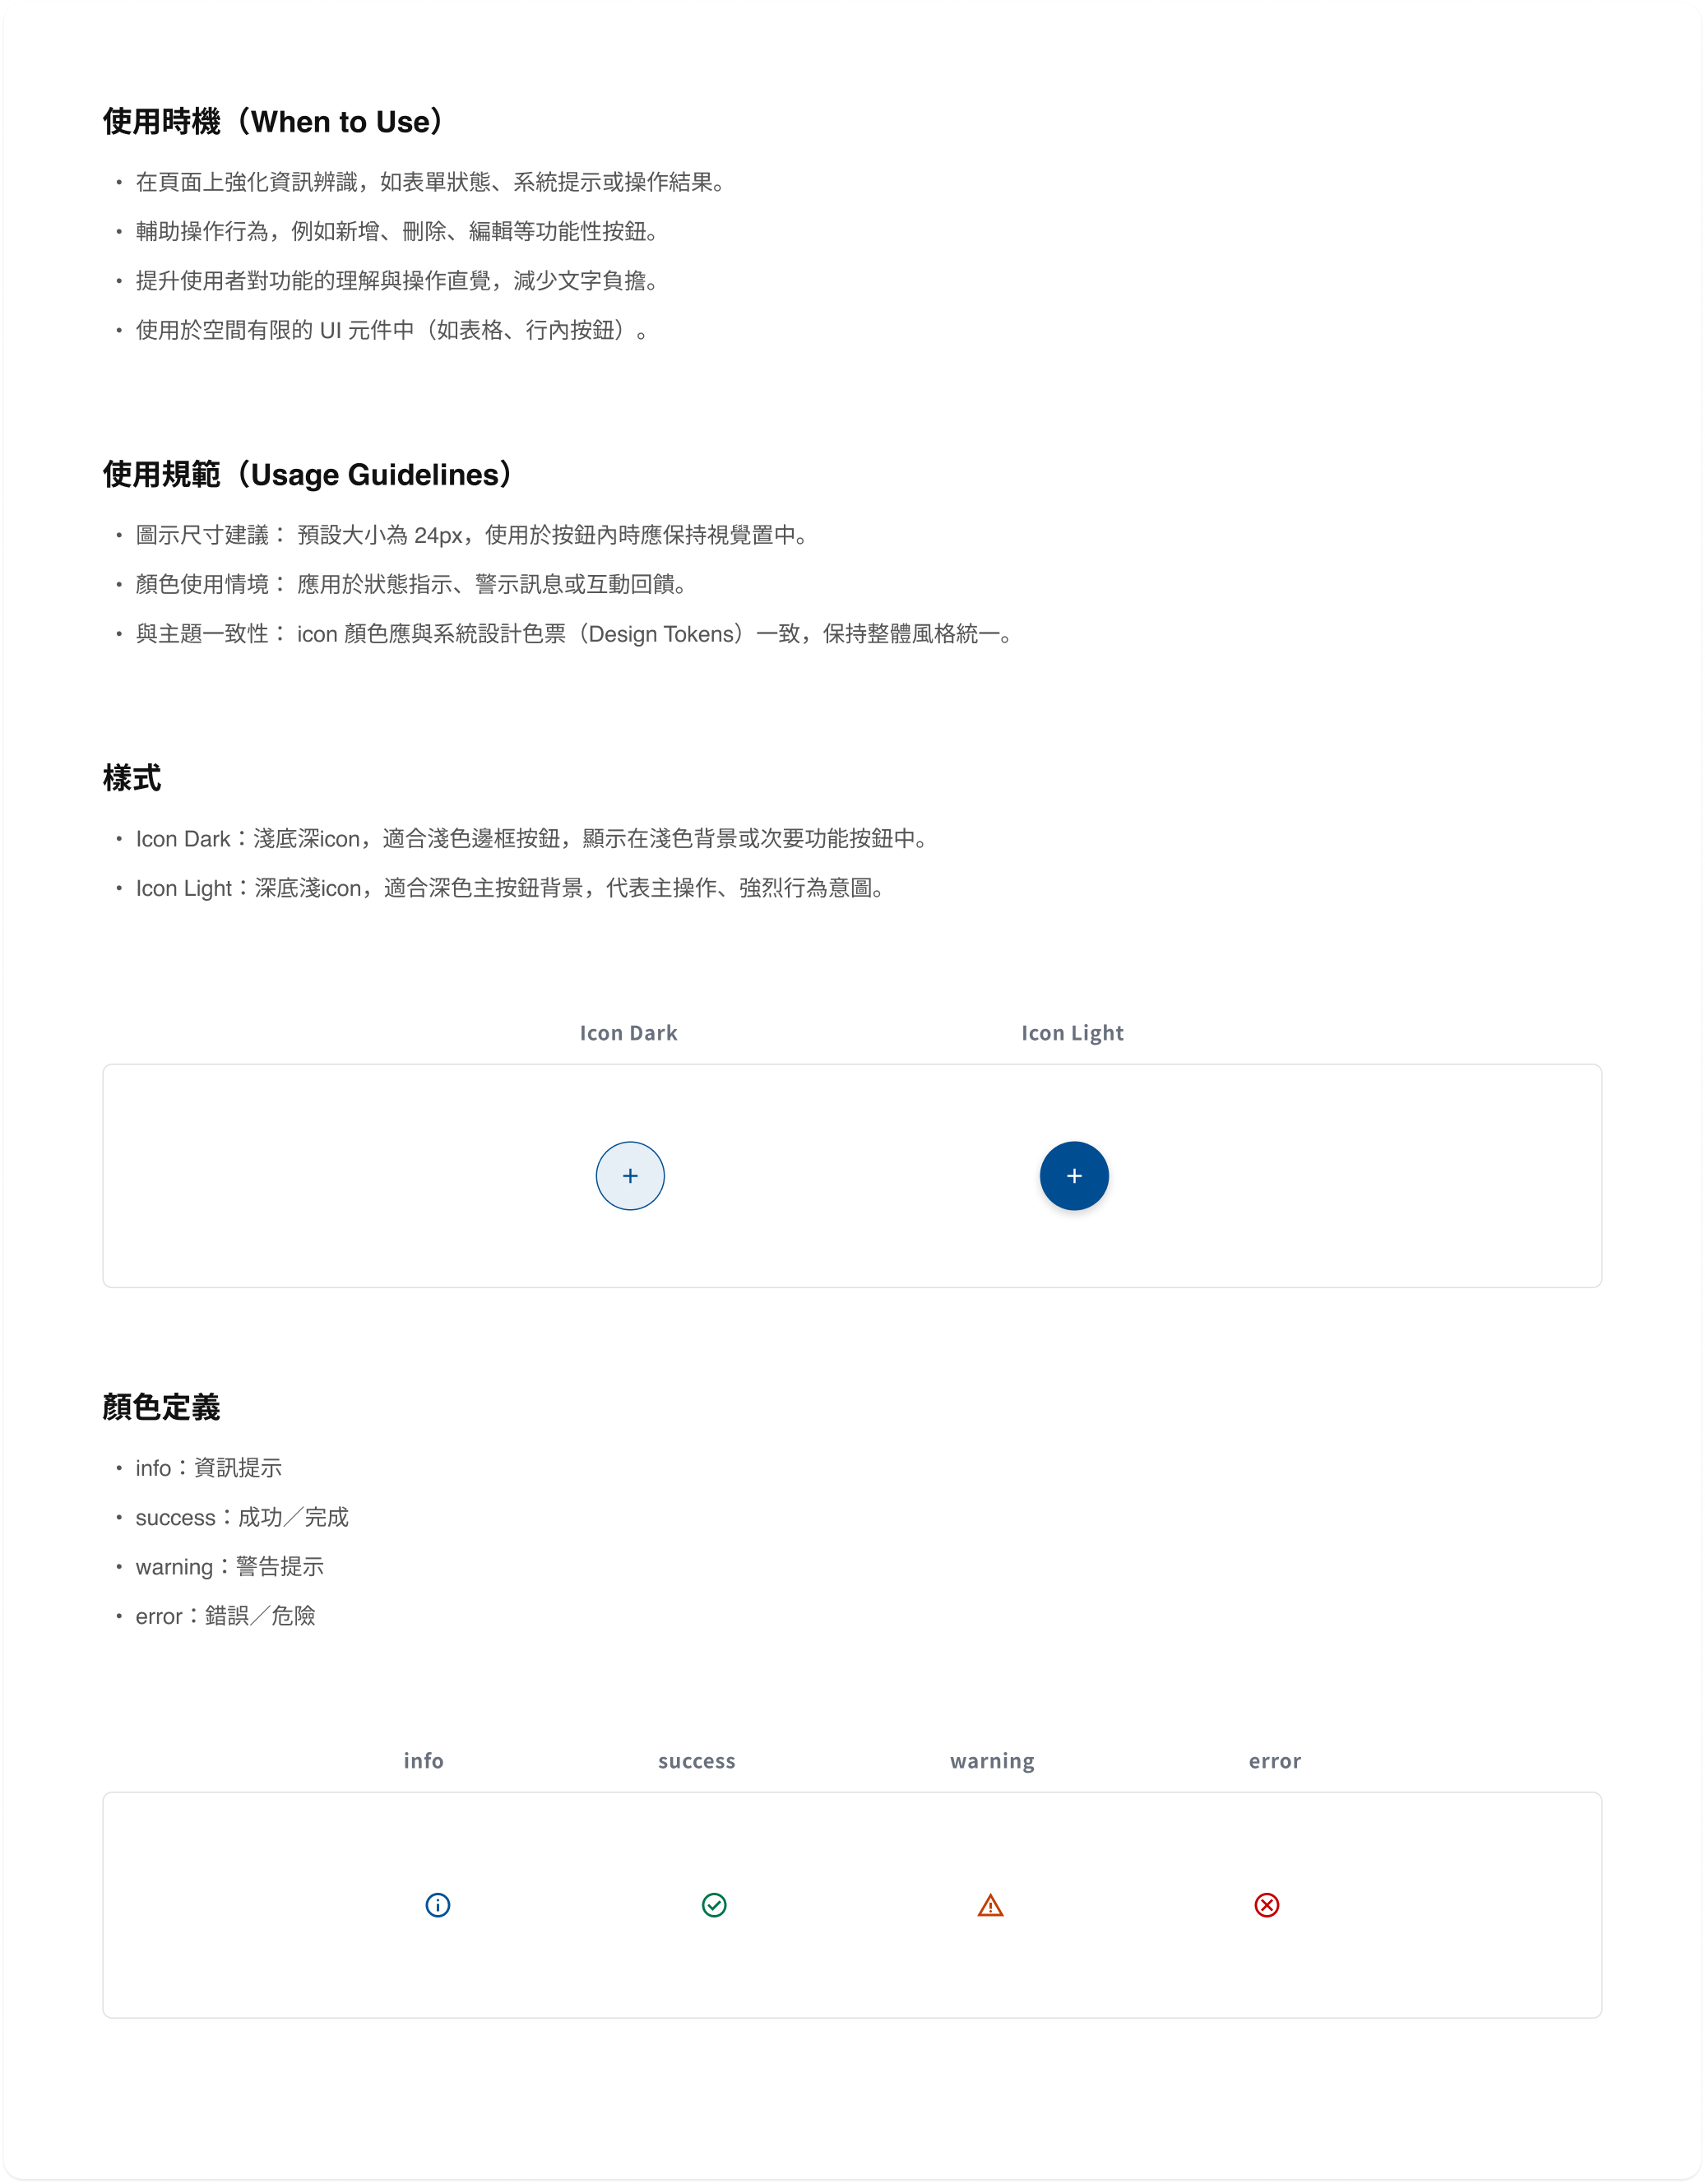 使用時機（When to Use）
• 在頁面上強化資訊辨識，如表單狀態、系統提示或操作結果。
• 輔助操作行為，例如新增、刪除、編輯等功能性按鈕。
• 提升使用者對功能的理解與操作直覺，減少文字負擔。
• 使用於空間有限的 UI 元件中（如表格、行內按鈕）。
使用規範（Usage Guidelines）
• 圖示尺寸建議： 預設大小為 24px，使用於按鈕內時應保持視覺置中。
• 顏色使用情境： 應用於狀態指示、警示訊息或互動回饋。
• 與主題一致性： icon 顏色應與系統設計色票（Design Tokens）一致，保持整體風格統一。
樣式
• Icon Dark：淺底深icon，適合淺色邊框按鈕，顯示在淺色背景或次要功能按鈕中。
• Icon Light：深底淺icon，適合深色主按鈕背景，代表主操作、強烈行為意圖。
Icon Dark Icon Light
顏色定義
• info：資訊提示
• success：成功／完成
• warning：警告提示
• error：錯誤／危險
info success warning error